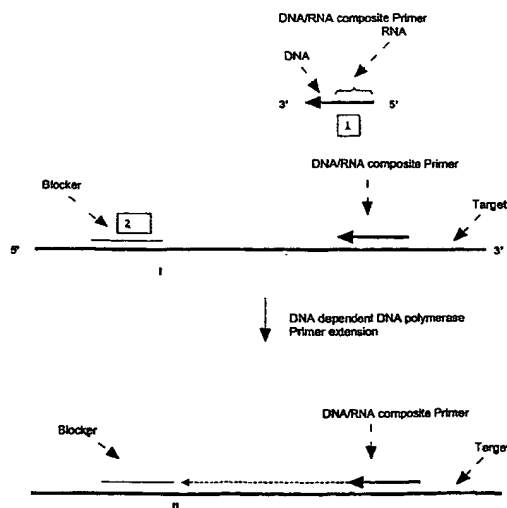 DNA/RNA composite Primer
RNA
DNA
3' 5'
1
DNA/RNA composite Primer
Blocker
2
Target
5' 3'
I
DNA dependent DNA polymerase
Primer extension
DNA/RNA composite Primer
Blocker
Target
II